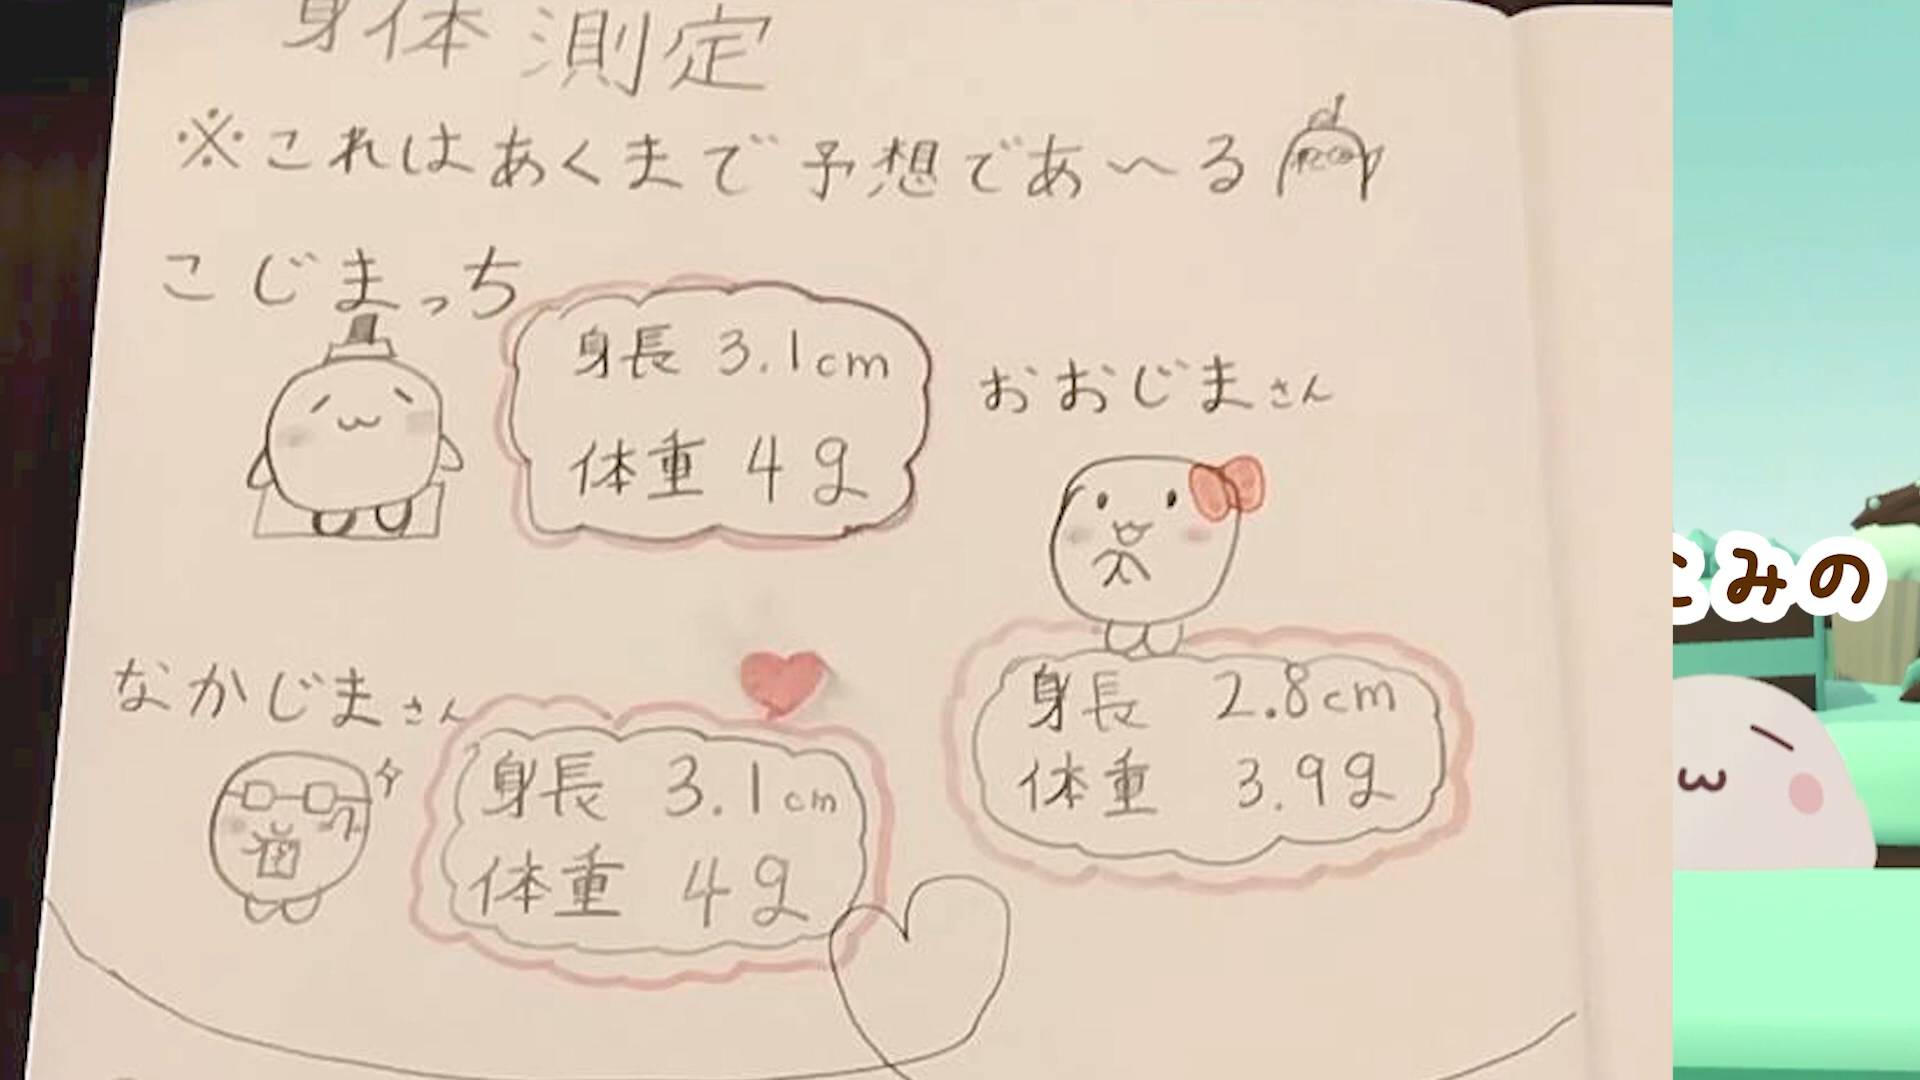 身体測定
※これはあくまで予想であ〜る
こじまっち
身長 3.1cm
体重 4g
おおじまさん
身長 2.8cm
体重 3.9g
なかじまさん
身長 3.1cm
体重 4g
みの